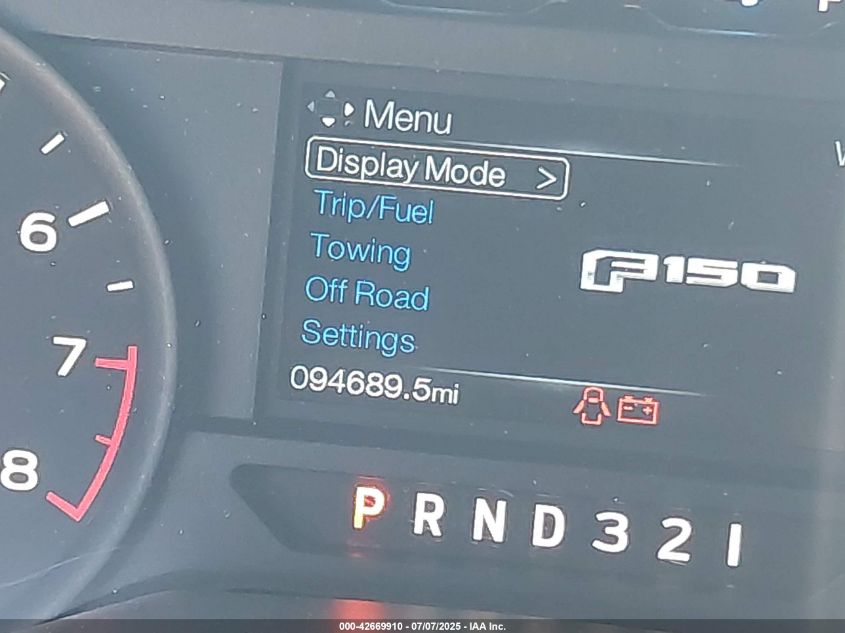 Menu
Display Mode >
Trip/Fuel
Towing
Off Road
Settings
F150
094689.5mi
6
7
8
P R N D 3 2 1
000-42669910 - 07/07/2025 - IAA Inc.